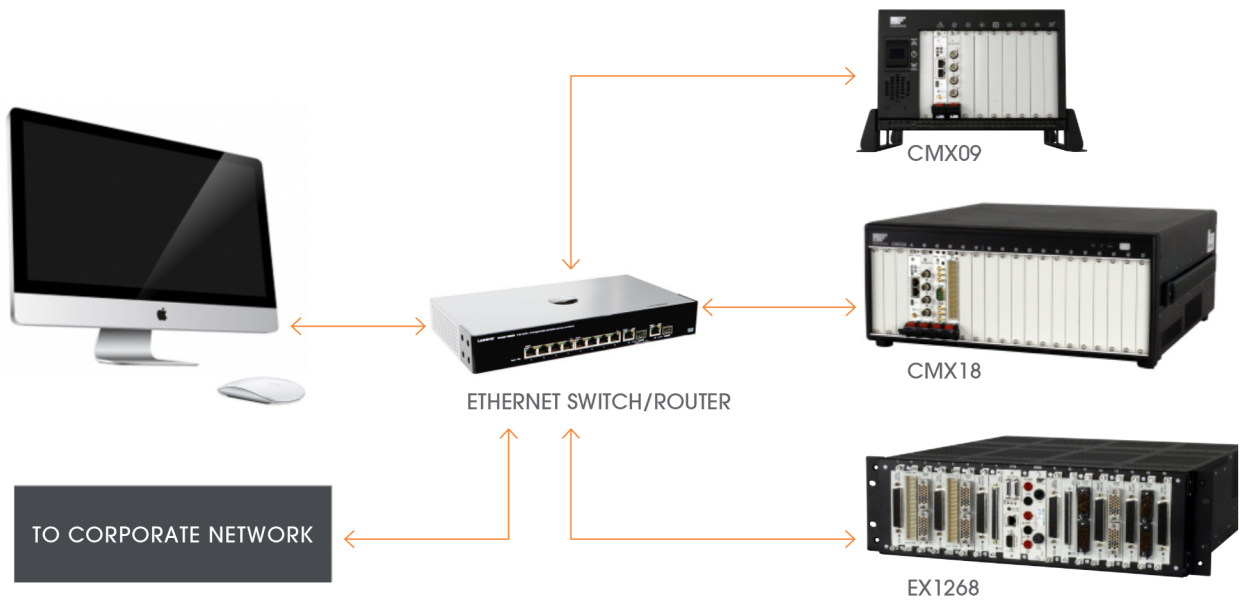 CMX09
CMX18
ETHERNET SWITCH/ROUTER
TO CORPORATE NETWORK
EX1268